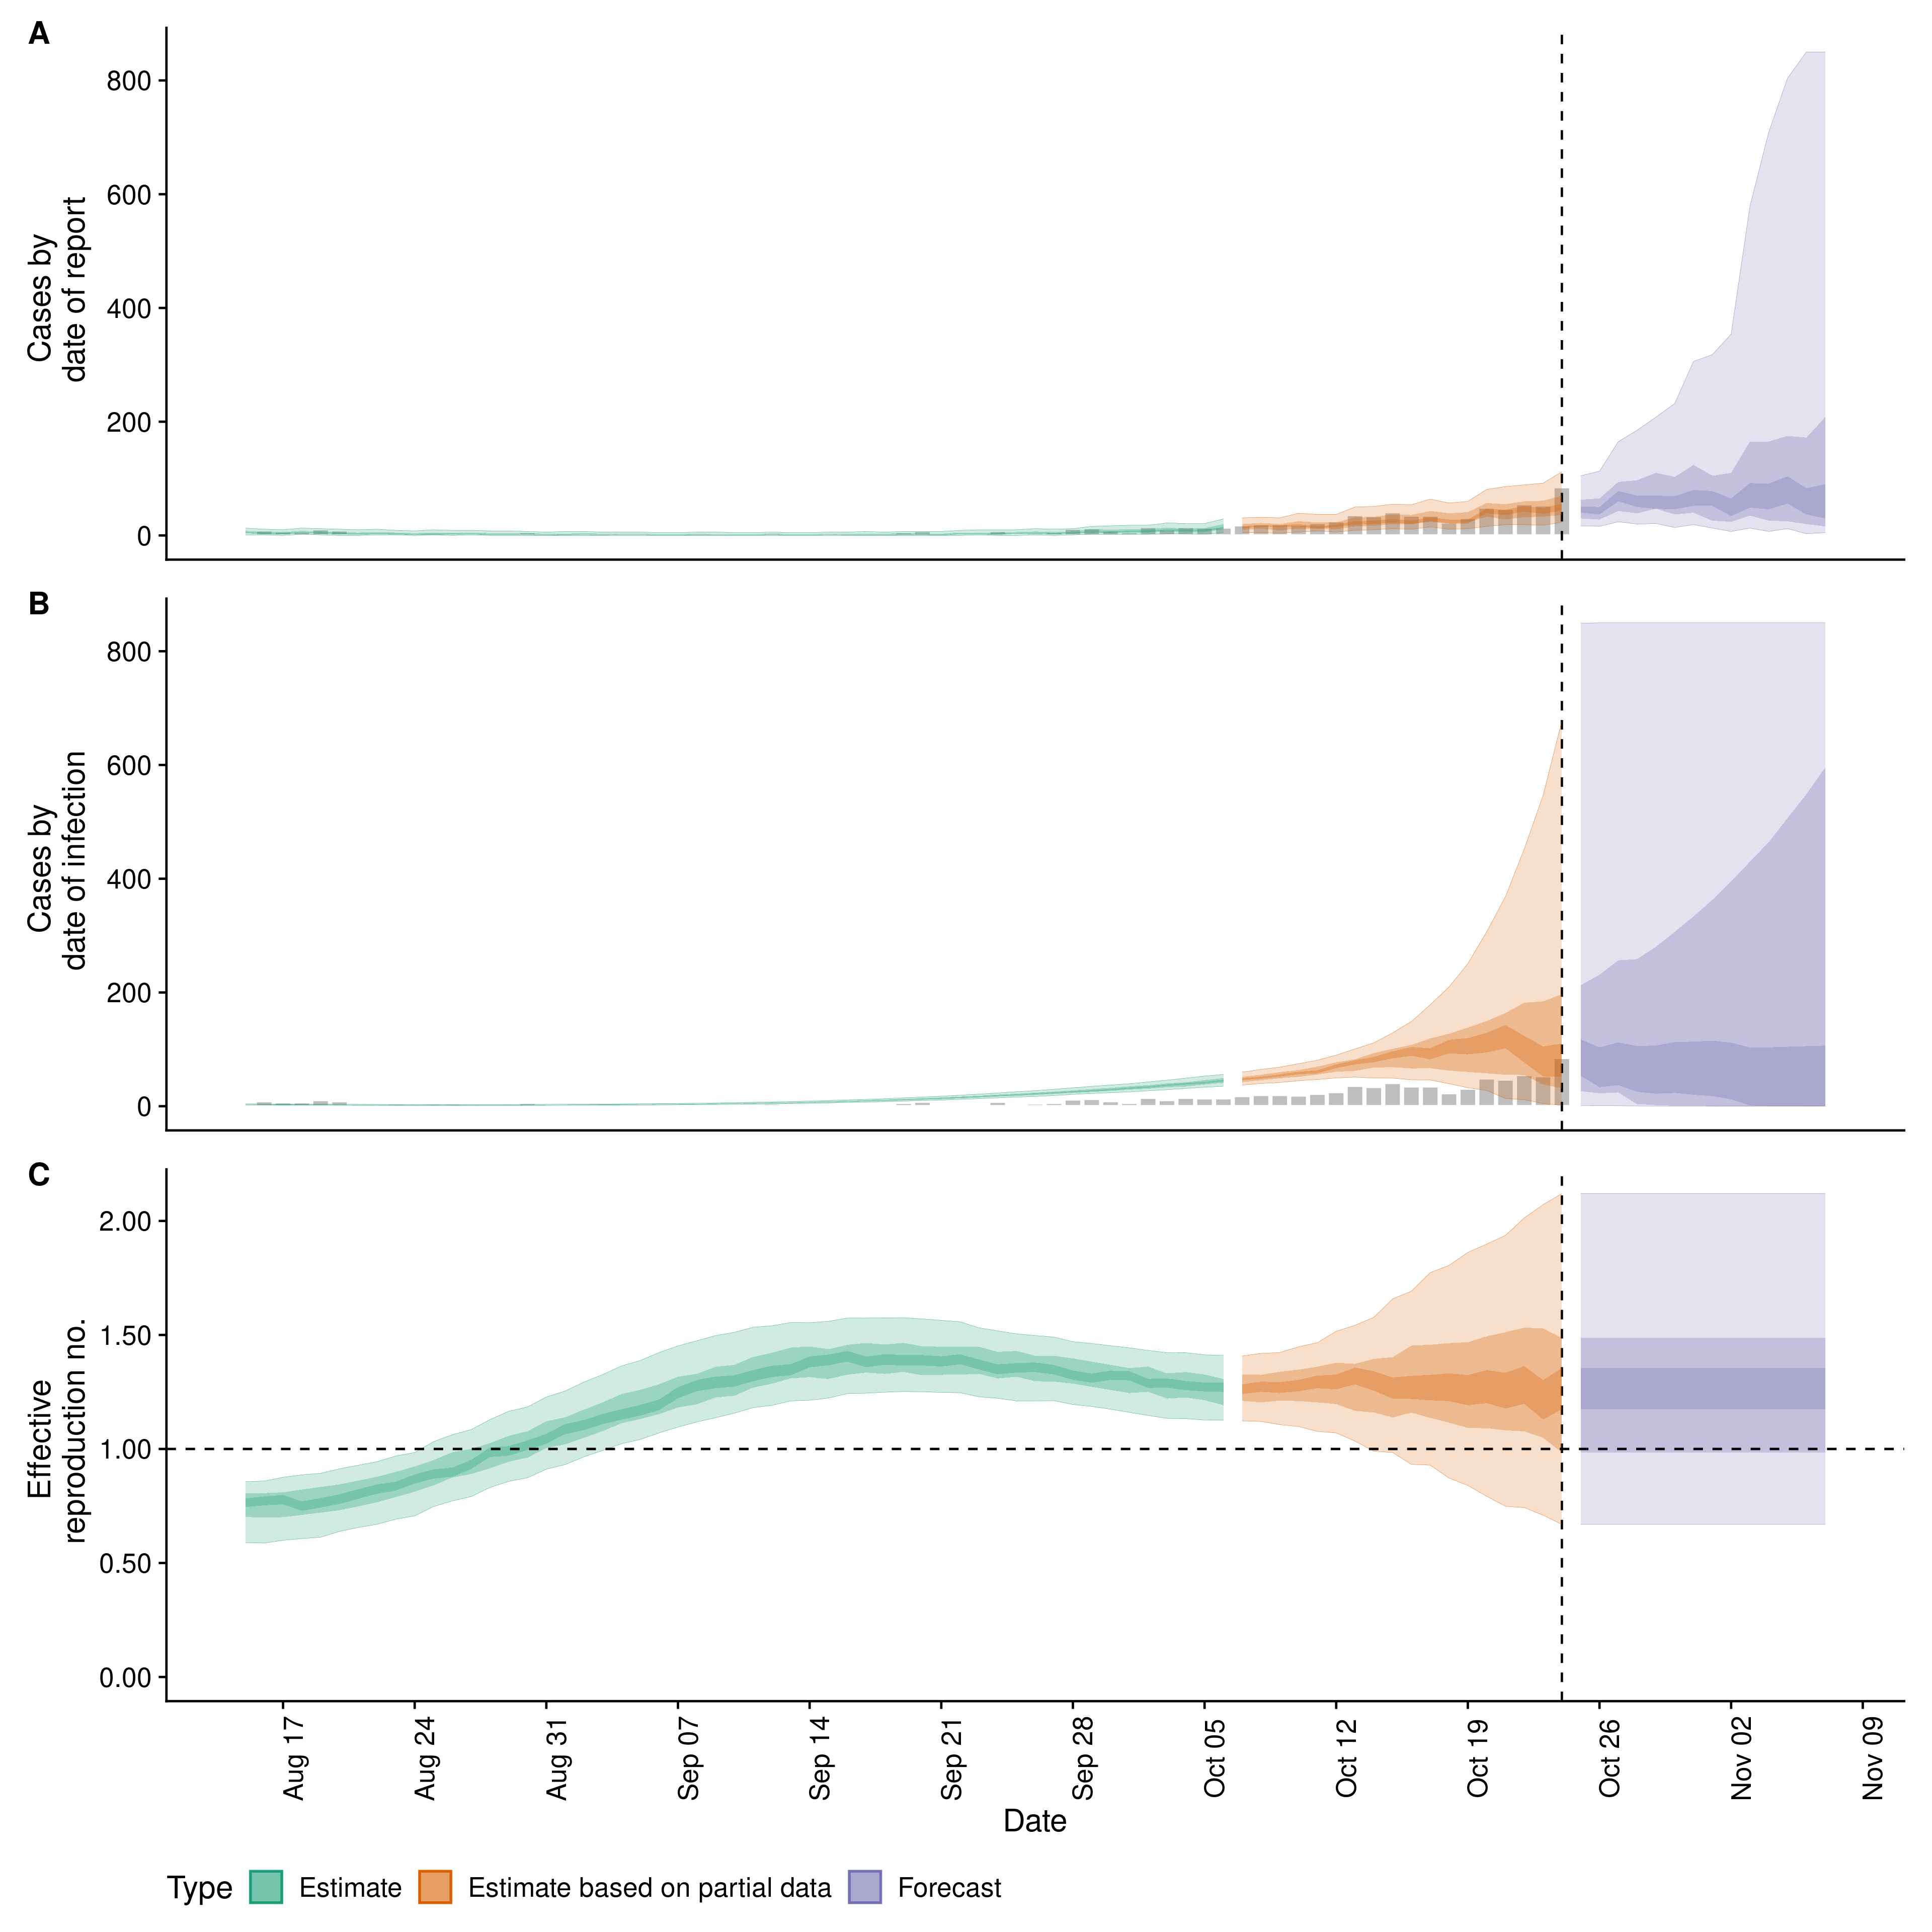 A
Cases by
date of report
800
600
400
200
0
B
Cases by
date of infection
800
600
400
200
0
C
Effective
reproduction no.
2.00
1.50
1.00
0.50
0.00
Aug 17
Aug 24
Aug 31
Sep 07
Sep 14
Sep 21
Sep 28
Oct 05
Oct 12
Oct 19
Oct 26
Nov 02
Nov 09
Date
Type Estimate Estimate based on partial data Forecast